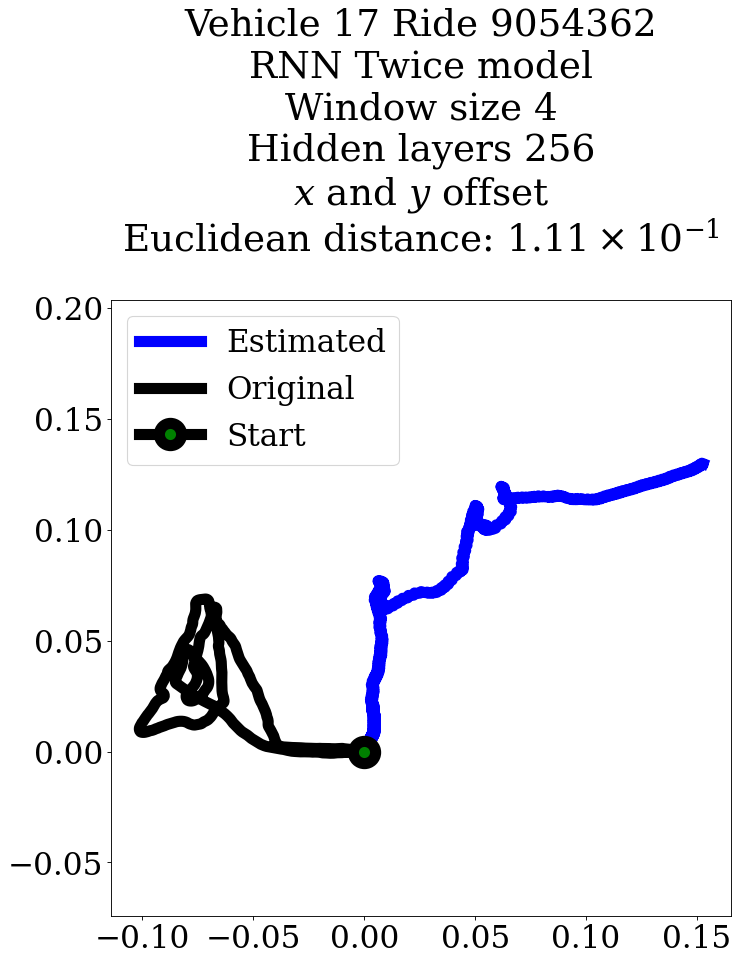 Vehicle 17 Ride 9054362
RNN Twice model
Window size 4
Hidden layers 256
x and y offset
Euclidean distance: 1.11 × 10⁻¹
Estimated
Original
Start
0.20
0.15
0.10
0.05
0.00
−0.05
−0.10 −0.05 0.00 0.05 0.10 0.15